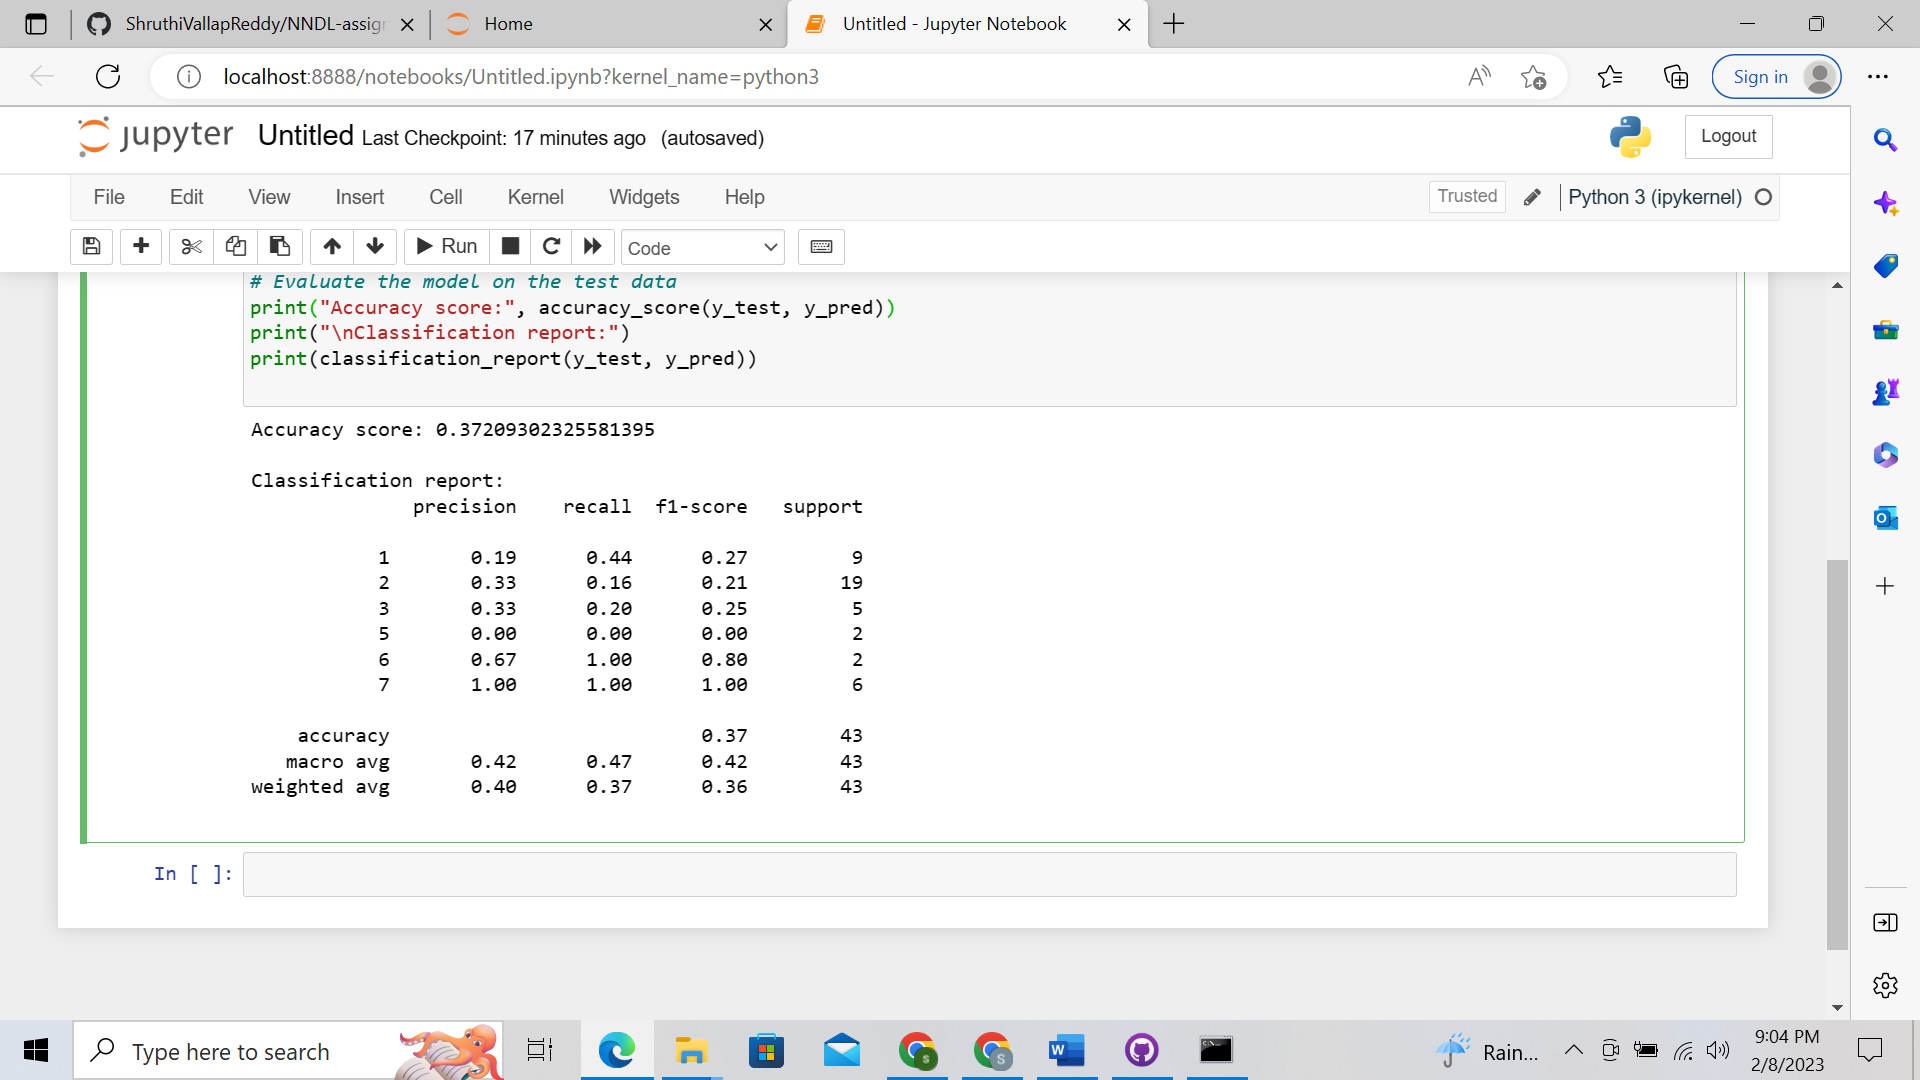 ShruthiVallapReddy/NNDL-assig
Home
Untitled - Jupyter Notebook
localhost:8888/notebooks/Untitled.ipynb?kernel_name=python3
Sign in
jupyter Untitled Last Checkpoint: 17 minutes ago (autosaved)
Logout
File Edit View Insert Cell Kernel Widgets Help
Trusted
Python 3 (ipykernel)
Run
Code
# Evaluate the model on the test data
print("Accuracy score:", accuracy_score(y_test, y_pred))
print("\nClassification report:")
print(classification_report(y_test, y_pred))
Accuracy score: 0.37209302325581395
Classification report:
precision recall f1-score support
1 0.19 0.44 0.27 9
2 0.33 0.16 0.21 19
3 0.33 0.20 0.25 5
5 0.00 0.00 0.00 2
6 0.67 1.00 0.80 2
7 1.00 1.00 1.00 6
accuracy 0.37 43
macro avg 0.42 0.47 0.42 43
weighted avg 0.40 0.37 0.36 43
In [ ]:
Type here to search
Rain...
9:04 PM
2/8/2023